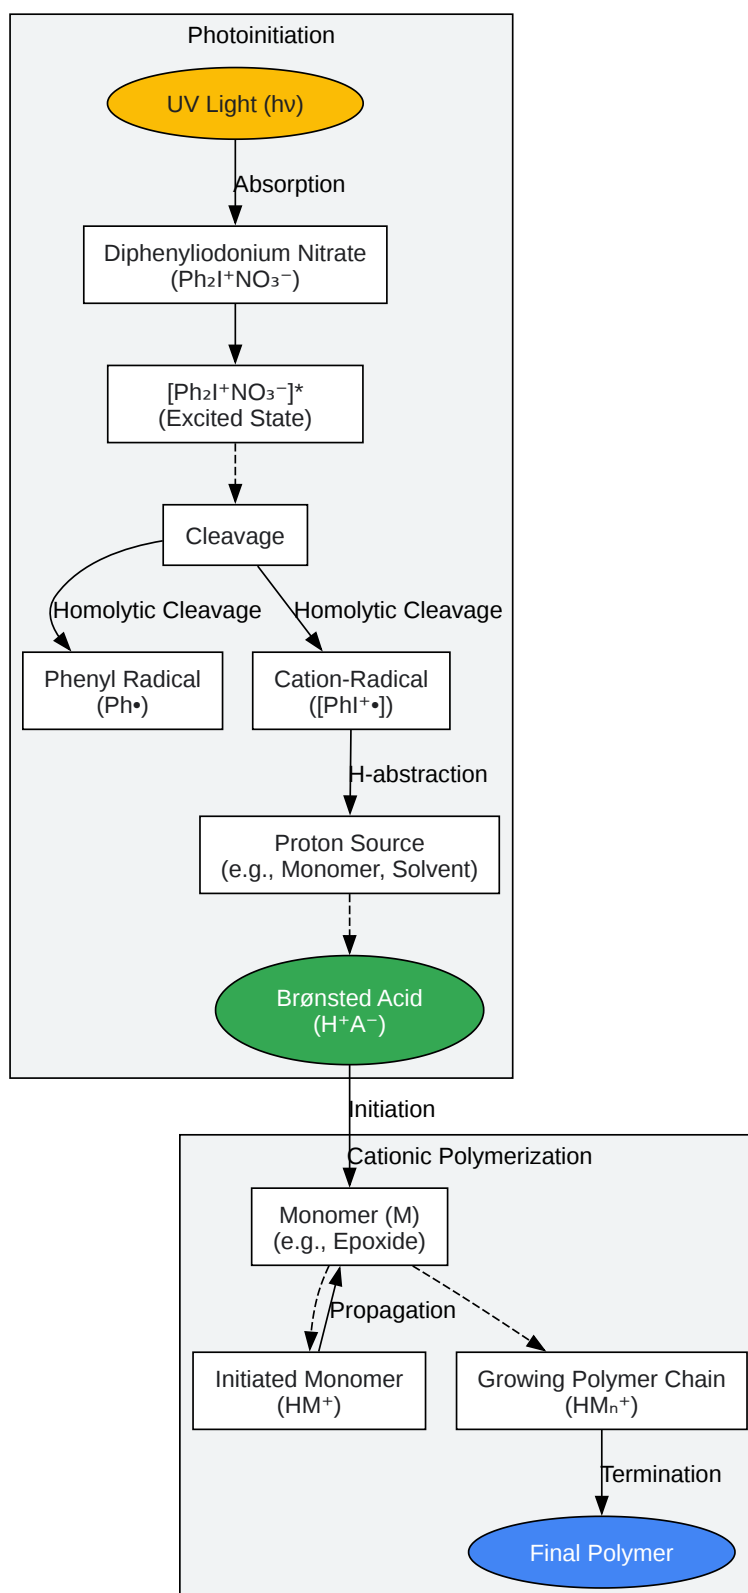 Photoinitiation
UV Light (hν)
Absorption
Diphenyliodonium Nitrate
(Ph₂I⁺NO₃⁻)
[Ph₂I⁺NO₃⁻]*
(Excited State)
Cleavage
Homolytic Cleavage
Homolytic Cleavage
Phenyl Radical
(Ph•)
Cation-Radical
([PhI⁺•])
H-abstraction
Proton Source
(e.g., Monomer, Solvent)
Brønsted Acid
(H⁺A⁻)
Initiation
Cationic Polymerization
Monomer (M)
(e.g., Epoxide)
Propagation
Initiated Monomer
(HM⁺)
Growing Polymer Chain
(HMₙ⁺)
Termination
Final Polymer